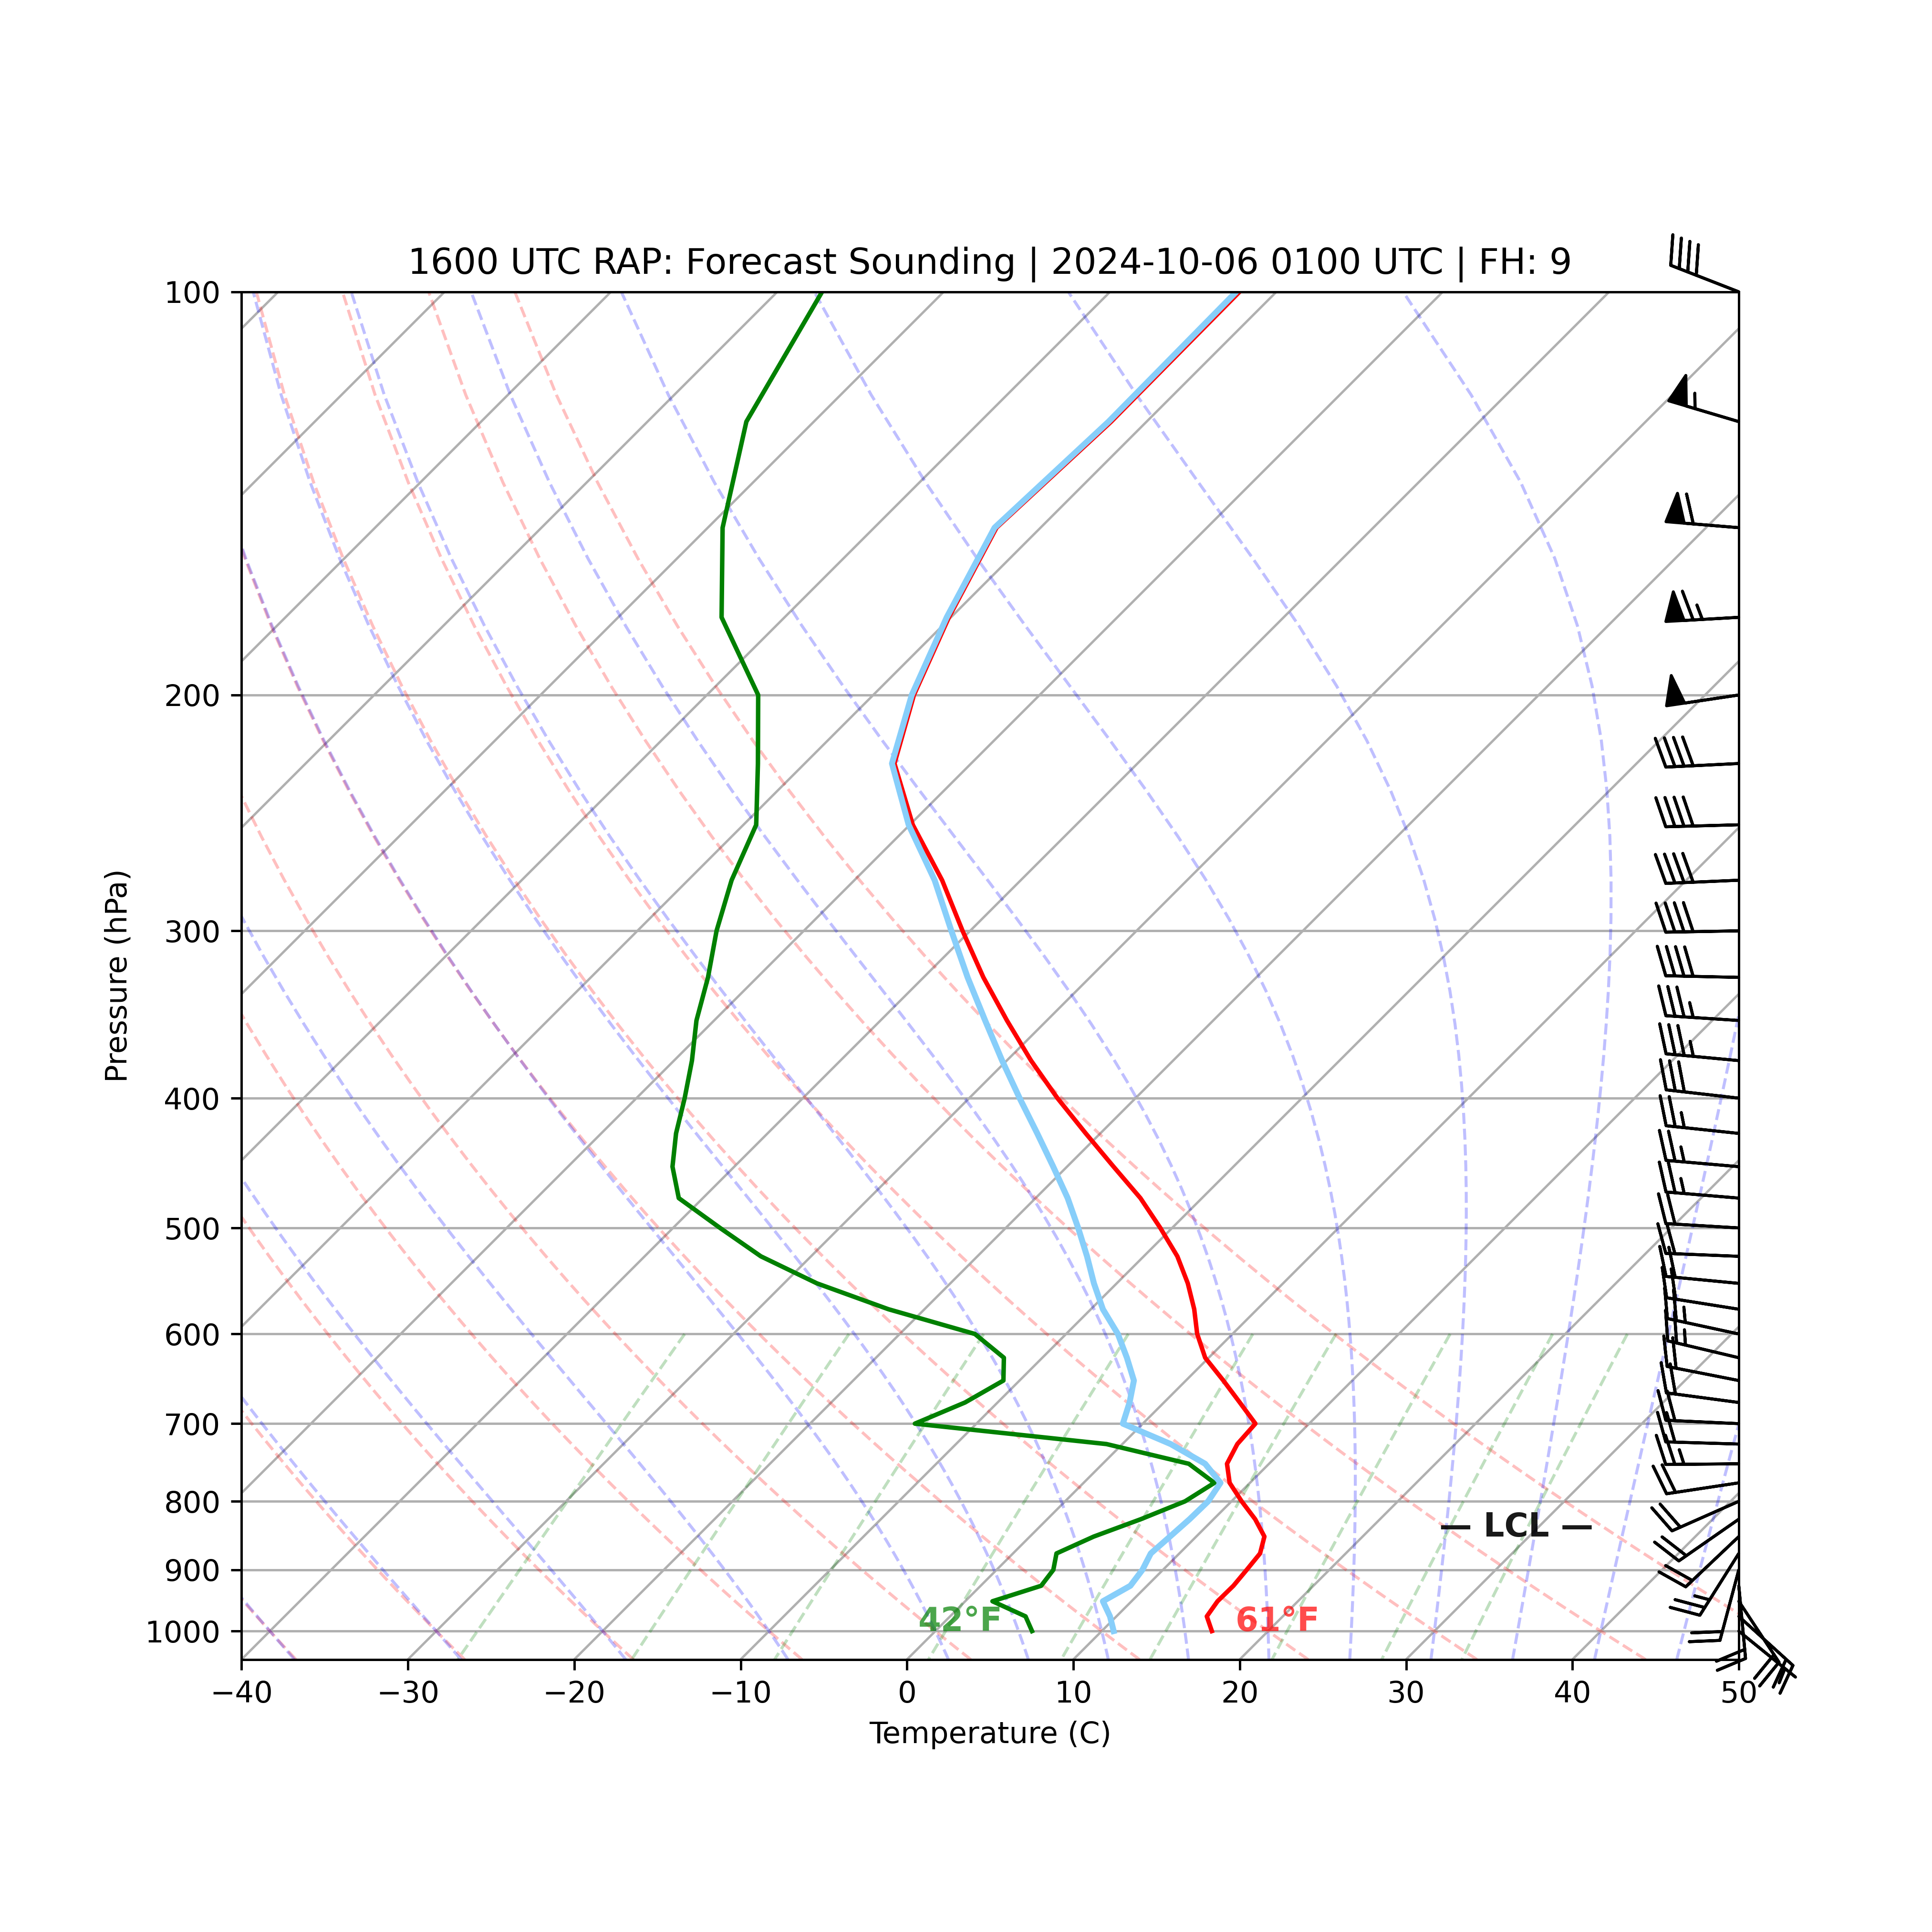 1600 UTC RAP: Forecast Sounding | 2024-10-06 0100 UTC | FH: 9
100
200
300
400
500
600
700
800
900
1000
Pressure (hPa)
— LCL —
42°F
61°F
−40 −30 −20 −10 0 10 20 30 40 50
Temperature (C)